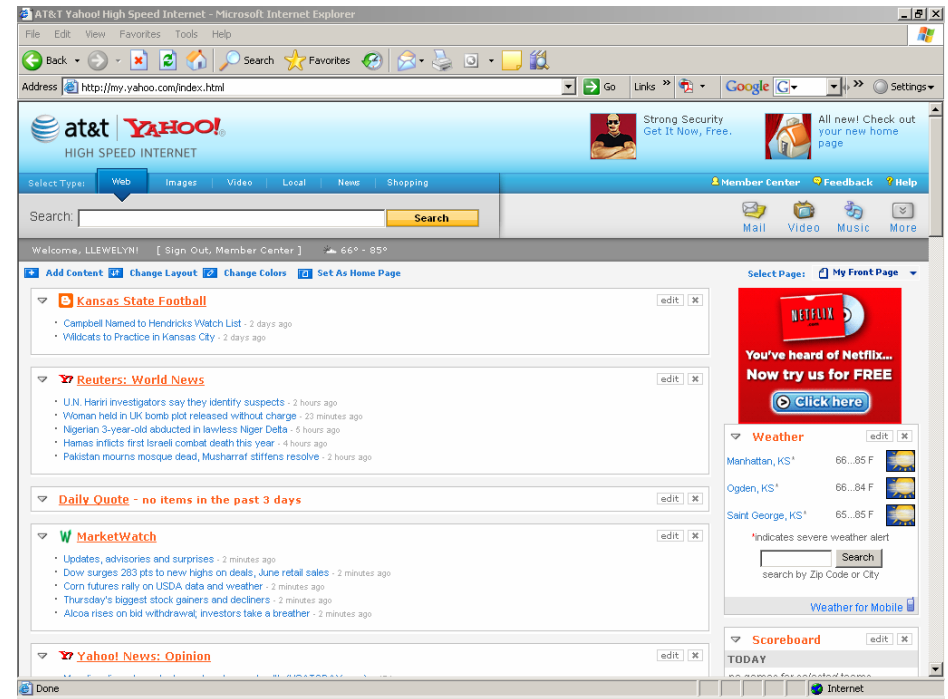 AT&T Yahoo! High Speed Internet - Microsoft Internet Explorer
File Edit View Favorites Tools Help
Back Search Favorites
Address http://my.yahoo.com/index.html Go Links » Google G » Settings
at&t YAHOO!
HIGH SPEED INTERNET
Strong Security
Get It Now, Free.
All new! Check out
your new home
page
Select Type: Web Images Video Local News Shopping
Member Center Feedback Help
Search: Search
Mail Video Music More
Welcome, LLEWELYN! [ Sign Out, Member Center ] 66º - 85º
Add Content Change Layout Change Colors Set As Home Page
Select Page: My Front Page
Kansas State Football edit
Campbell Named to Hendricks Watch List - 2 days ago
Wildcats to Practice in Kansas City - 2 days ago
Y! Reuters: World News edit
U.N. Hariri investigators say they identify suspects - 2 hours ago
Woman held in UK bomb plot released without charge - 23 minutes ago
Nigerian 3-year-old abducted in lawless Niger Delta - 5 hours ago
Hamas inflicts first Israeli combat death this year - 4 hours ago
Pakistan mourns mosque dead, Musharraf stiffens resolve - 2 hours ago
Daily Quote - no items in the past 3 days edit
W MarketWatch edit
Updates, advisories and surprises - 2 minutes ago
Dow surges 283 pts to new highs on deals, June retail sales - 2 minutes ago
Corn futures rally on USDA data and weather - 2 minutes ago
Thursday's biggest stock gainers and decliners - 2 minutes ago
Alcoa rises on bid withdrawal; investors take a breather - 2 minutes ago
Y! Yahoo! News: Opinion edit
NETFLIX
You've heard of Netflix...
Now try us for FREE
Click here
Weather edit
Manhattan, KS* 66...85 F
Ogden, KS* 66...84 F
Saint George, KS* 65...85 F
*indicates severe weather alert
Search
search by Zip Code or City
Weather for Mobile
Scoreboard edit
TODAY
Done Internet